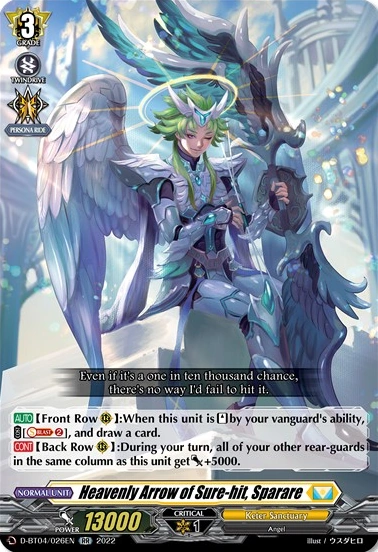 3
GRADE
TWINDRIVE
PERSONA RIDE
Even if it's a one in ten thousand chance,
there's no way I'd fail to hit it.
AUTO【Front Row R】:When this unit is by your vanguard's ability,
[SOUL BLAST 2], and draw a card.
CONT【Back Row R】:During your turn, all of your other rear-guards
in the same column as this unit get +5000.
NORMAL UNIT
Heavenly Arrow of Sure-hit, Sparare
POWER 13000
CRITICAL 1
Keter Sanctuary
Angel
D-BT04/026EN RR 2022
Illust / ウスダヒロ